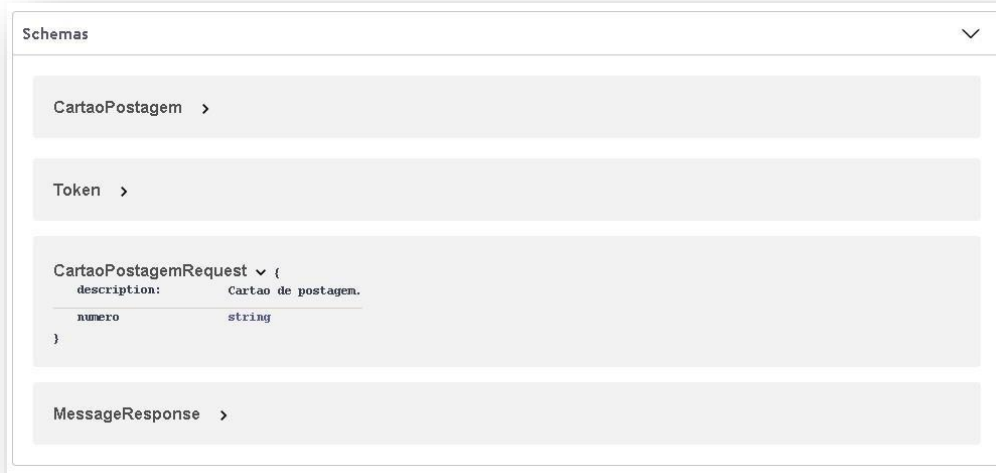 Schemas
CartaoPostagem
Token
CartaoPostagemRequest {
description: Cartao de postagem.
numero string
}
MessageResponse